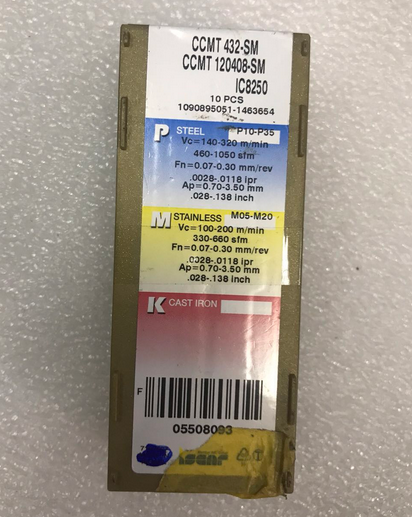 CCMT 432-SM
CCMT 120408-SM
IC8250
10 PCS
1090895051-1463654
P STEEL P10-P35
Vc=140-320 m/min
460-1050 sfm
Fn=0.07-0.30 mm/rev
.0028-.0118 ipr
Ap=0.70-3.50 mm
.028-.138 inch
M STAINLESS M05-M20
Vc=100-200 m/min
330-660 sfm
Fn=0.07-0.30 mm/rev
.0028-.0118 ipr
Ap=0.70-3.50 mm
.028-.138 inch
K CAST IRON
F
05508093